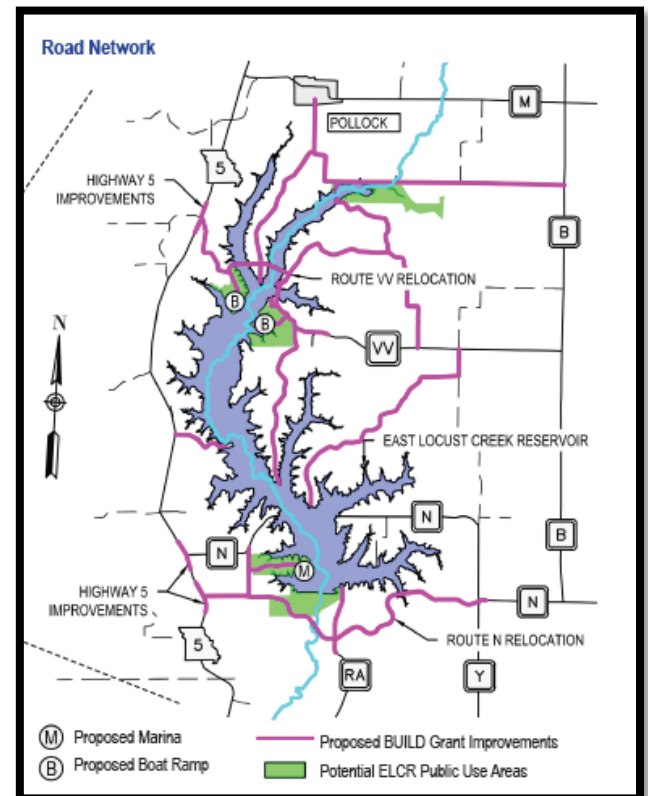 Road Network
M
POLLOCK
5
HIGHWAY 5
IMPROVEMENTS
B
ROUTE VV RELOCATION
B
B
VV
N
EAST LOCUST CREEK RESERVOIR
N
B
N
M
HIGHWAY 5
IMPROVEMENTS
N
ROUTE N RELOCATION
5
RA
Y
M Proposed Marina
Proposed BUILD Grant Improvements
B Proposed Boat Ramp
Potential ELCR Public Use Areas